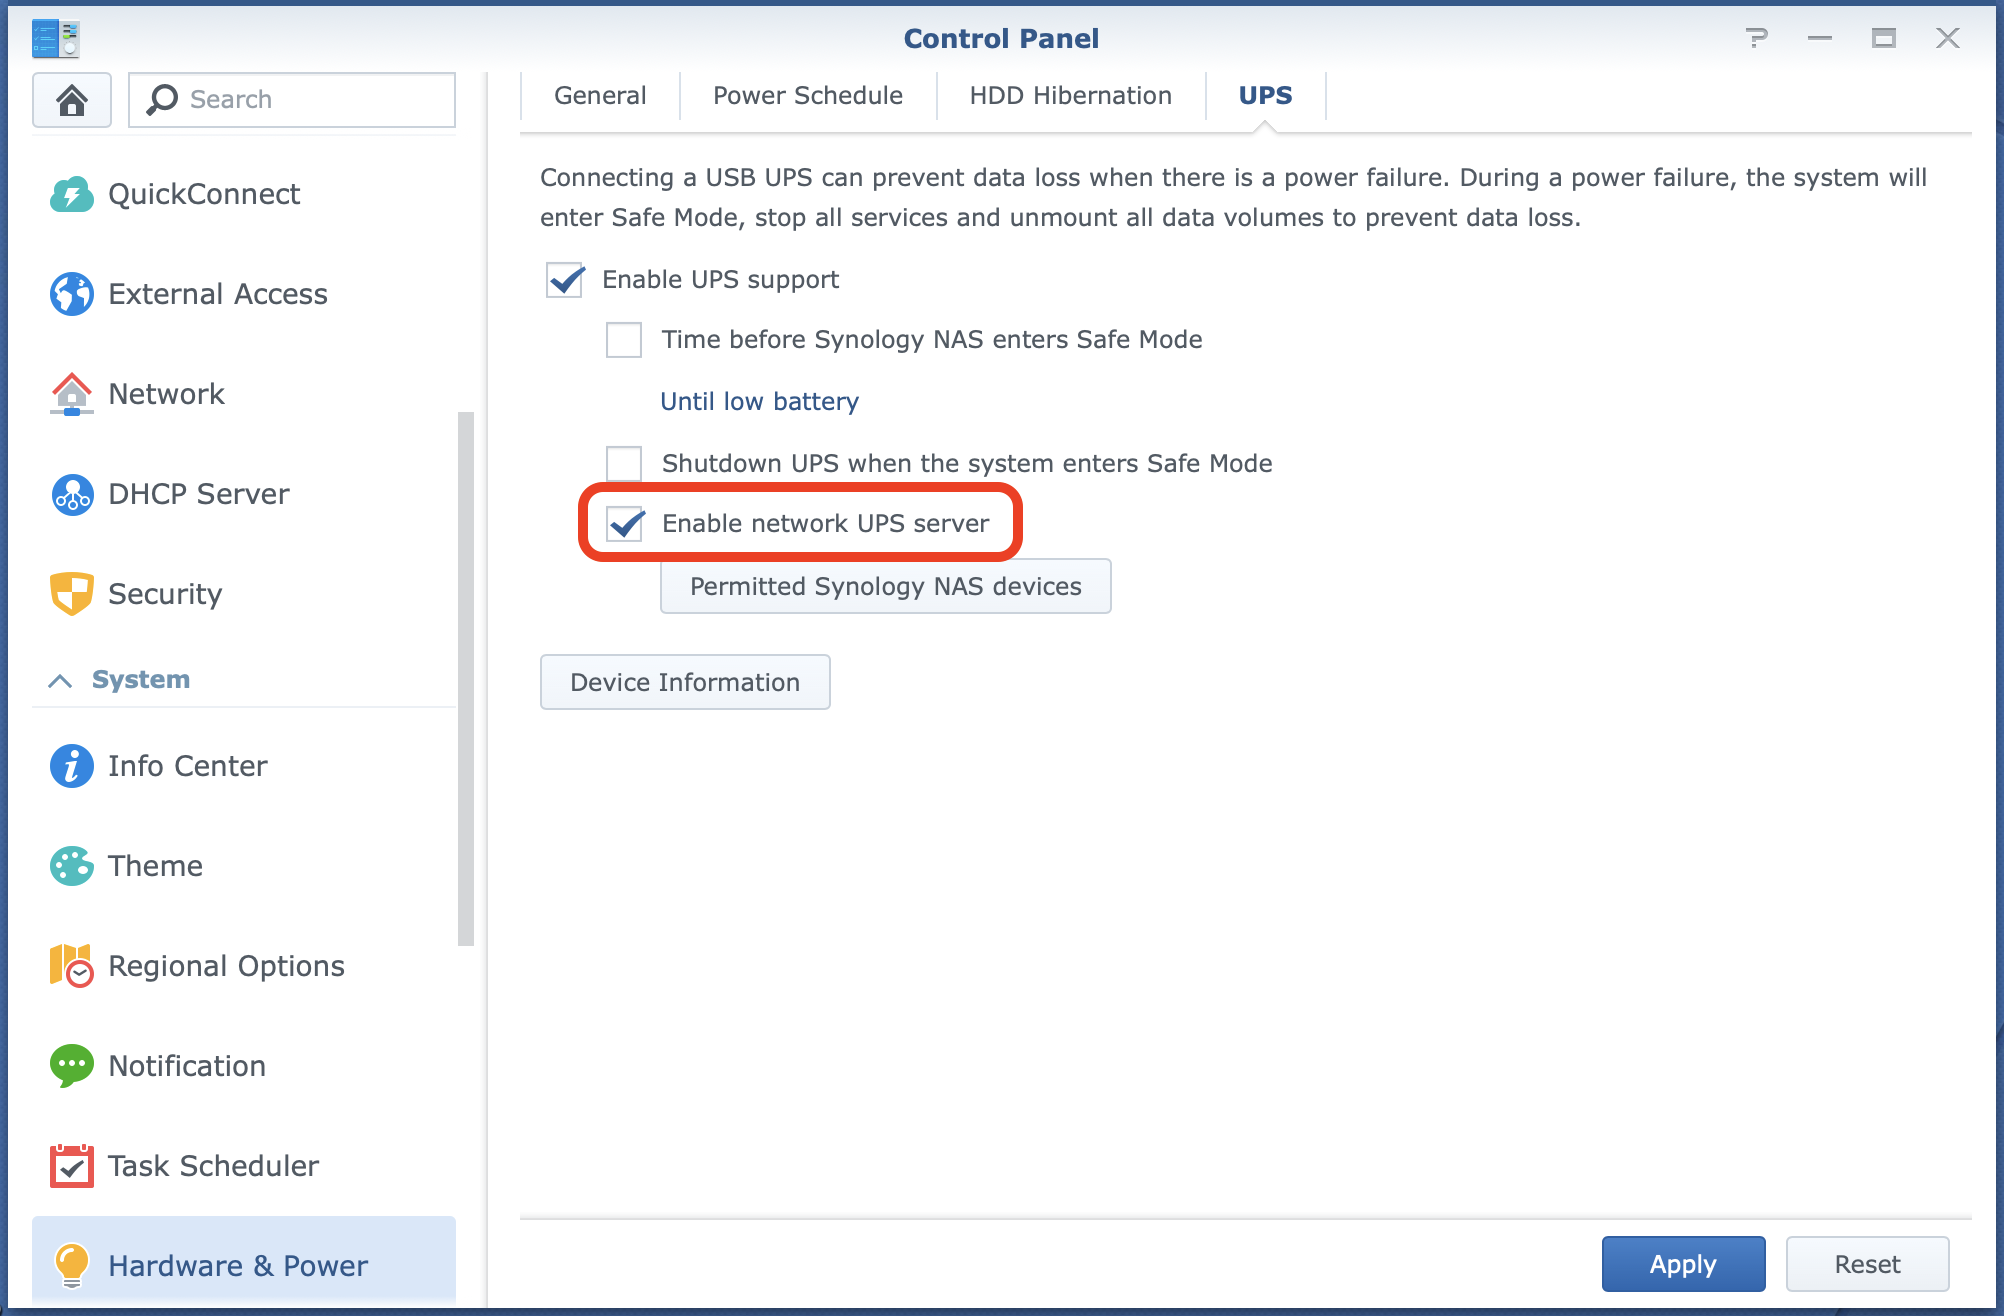 Control Panel
Search
General
Power Schedule
HDD Hibernation
UPS
QuickConnect
External Access
Network
DHCP Server
Security
System
Info Center
Theme
Regional Options
Notification
Task Scheduler
Hardware & Power
Connecting a USB UPS can prevent data loss when there is a power failure. During a power failure, the system will
enter Safe Mode, stop all services and unmount all data volumes to prevent data loss.
Enable UPS support
Time before Synology NAS enters Safe Mode
Until low battery
Shutdown UPS when the system enters Safe Mode
Enable network UPS server
Permitted Synology NAS devices
Device Information
Apply
Reset